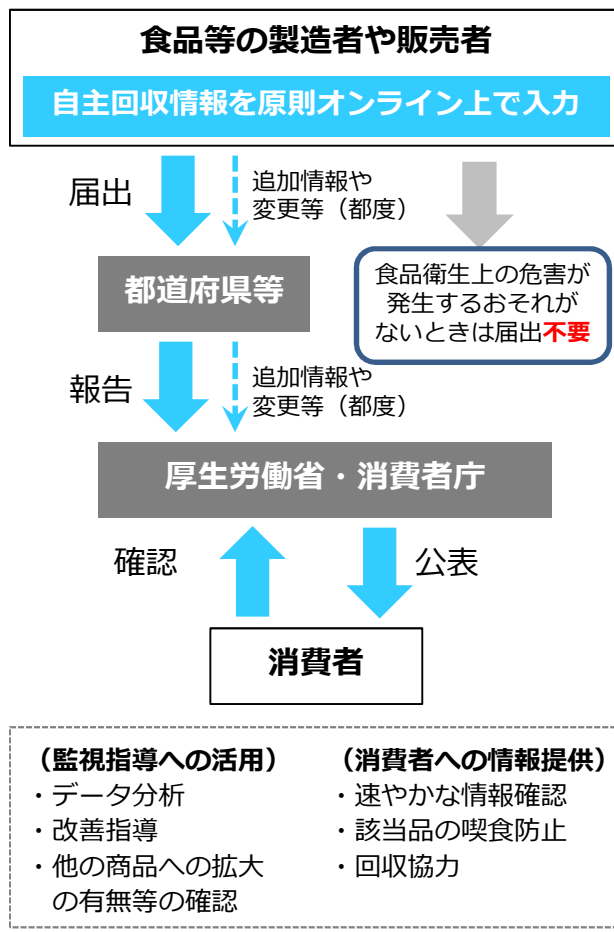 食品等の製造者や販売者
自主回収情報を原則オンライン上で入力
届出
追加情報や
変更等（都度）
都道府県等
食品衛生上の危害が
発生するおそれが
ないときは届出不要
報告
追加情報や
変更等（都度）
厚生労働省・消費者庁
確認
公表
消費者
（監視指導への活用）
・データ分析
・改善指導
・他の商品への拡大
の有無等の確認
（消費者への情報提供）
・速やかな情報確認
・該当品の喫食防止
・回収協力